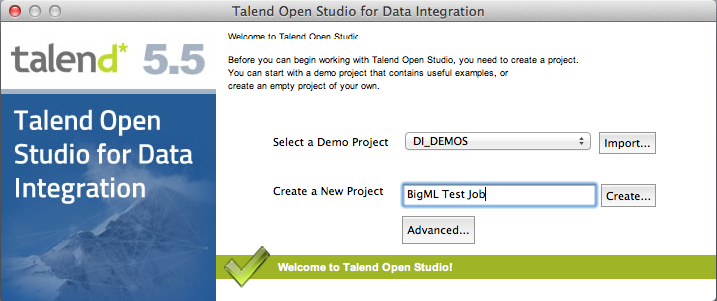 Talend Open Studio for Data Integration
talend* 5.5
Talend Open
Studio for Data
Integration
Welcome to Talend Open Studio
Before you can begin working with Talend Open Studio, you need to create a project.
You can start with a demo project that contains useful examples, or
create an empty project of your own.
Select a Demo Project DI_DEMOS Import...
Create a New Project BigML Test Job Create...
Advanced...
Welcome to Talend Open Studio!